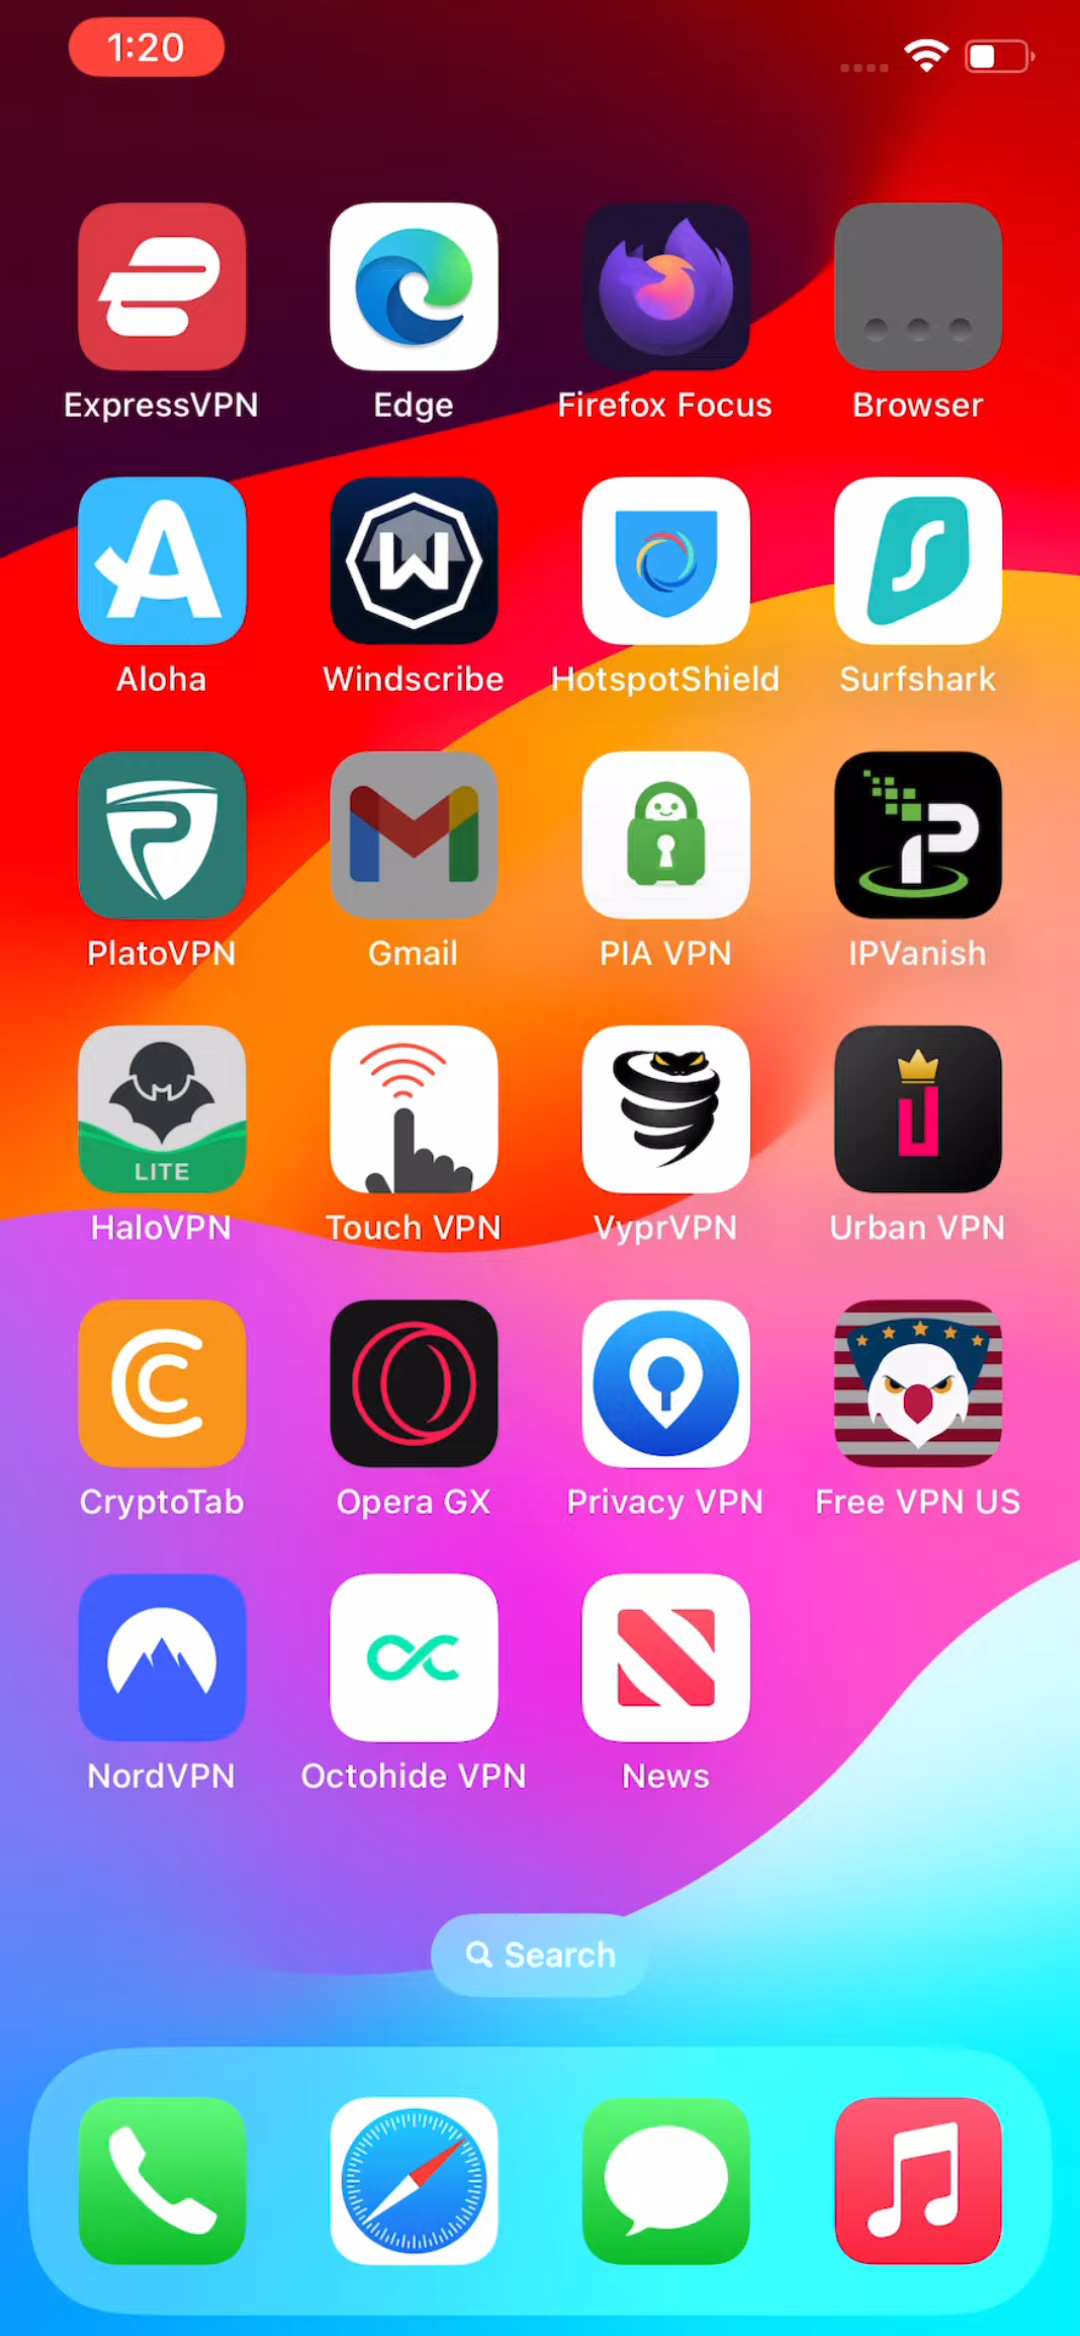 1:20
ExpressVPN Edge Firefox Focus Browser
Aloha Windscribe HotspotShield Surfshark
PlatoVPN Gmail PIA VPN IPVanish
LITE
HaloVPN Touch VPN VyprVPN Urban VPN
CryptoTab Opera GX Privacy VPN Free VPN US
NordVPN Octohide VPN News
Search